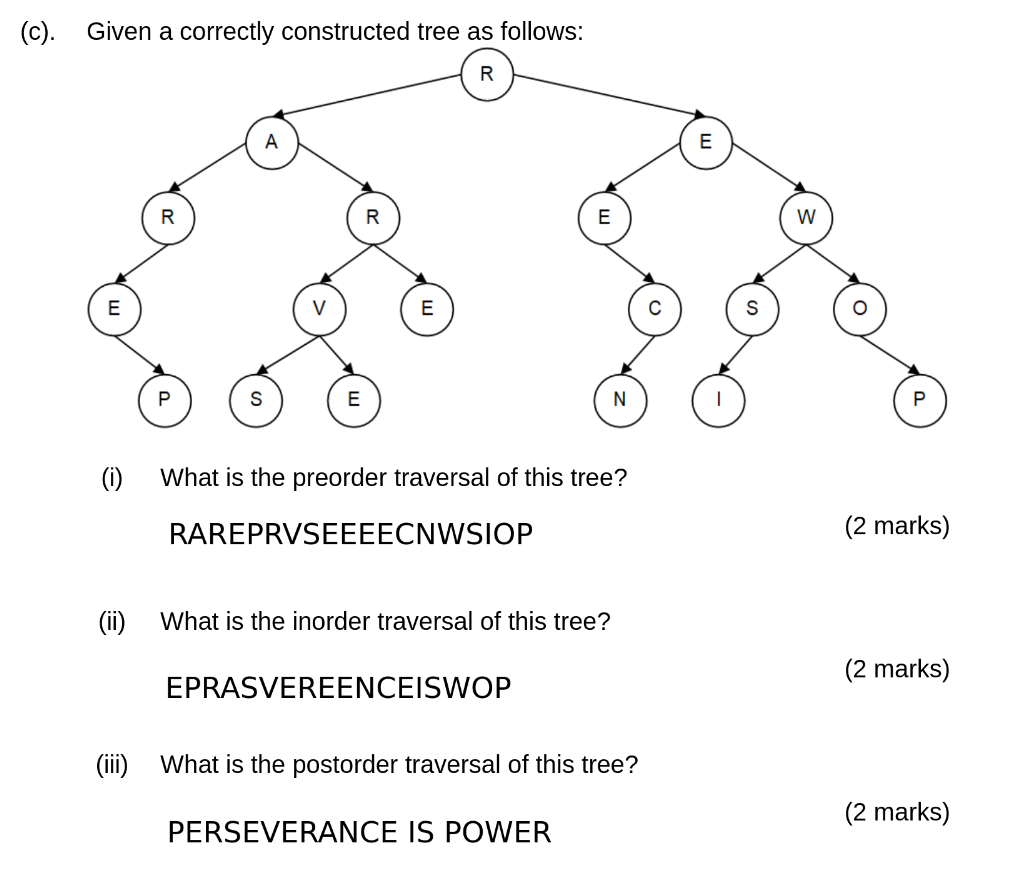 (c). Given a correctly constructed tree as follows:
R
A E
R R E W
E V E C S O
P S E N I P
(i) What is the preorder traversal of this tree?
RAREPRVSEEEECNWSIOP
(2 marks)
(ii) What is the inorder traversal of this tree?
EPRASVEREENCEISWOP
(2 marks)
(iii) What is the postorder traversal of this tree?
PERSEVERANCE IS POWER
(2 marks)